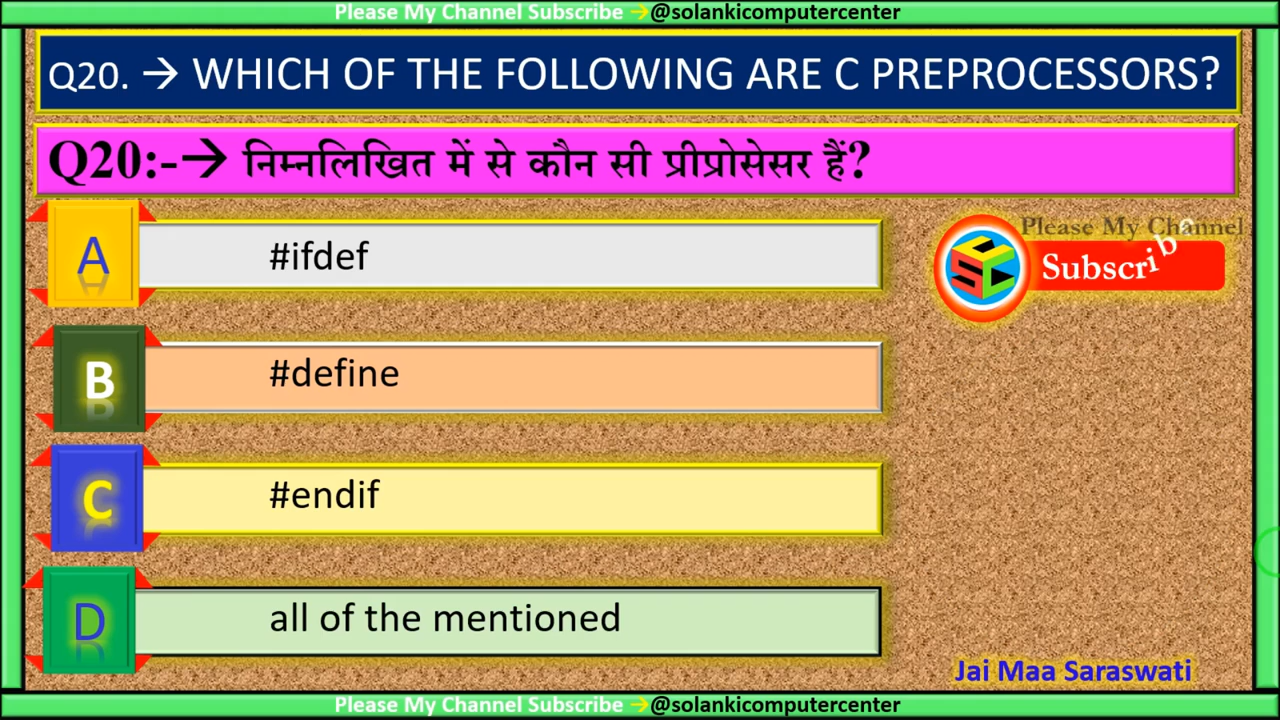 Please My Channel Subscribe →@solankicomputercenter
Q20. → WHICH OF THE FOLLOWING ARE C PREPROCESSORS?
Q20:-→ निम्नलिखित में से कौन सी प्रीप्रोसेसर हैं?
A #ifdef
Please My Channel
Subscribe
B #define
C #endif
D all of the mentioned
Jai Maa Saraswati
Please My Channel Subscribe →@solankicomputercenter